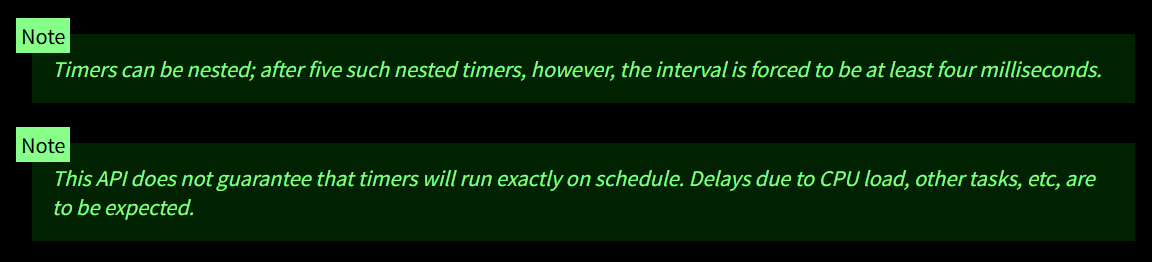 Note
Timers can be nested; after five such nested timers, however, the interval is forced to be at least four milliseconds.
Note
This API does not guarantee that timers will run exactly on schedule. Delays due to CPU load, other tasks, etc, are
to be expected.